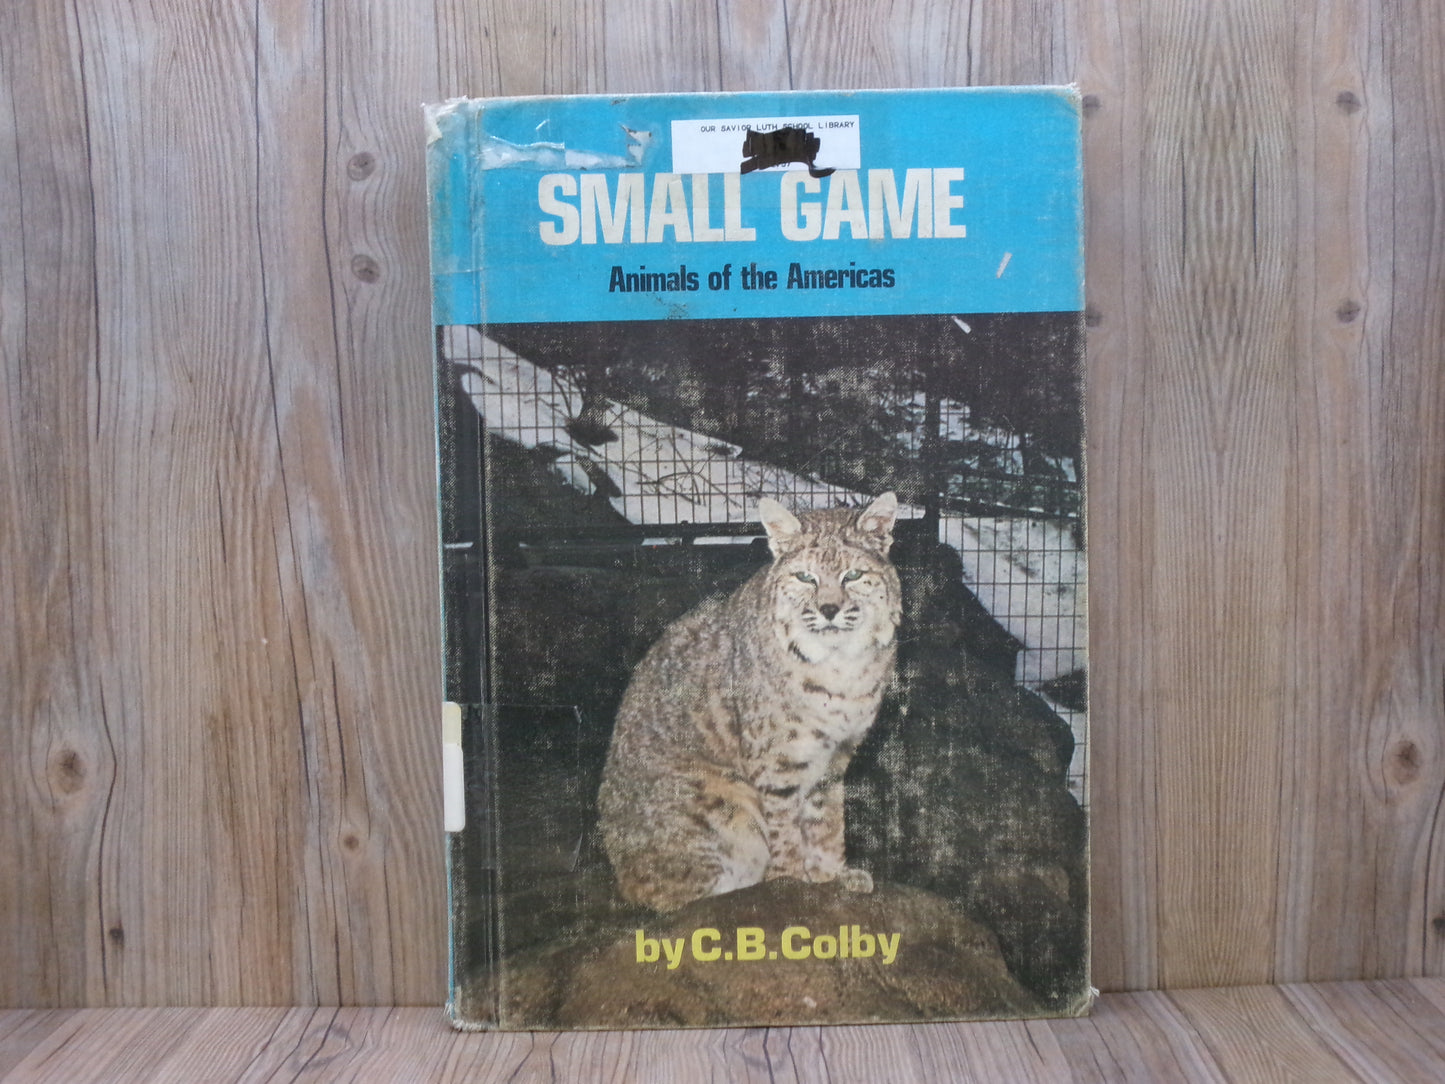 OUR SAVIOR LUTH SCHOOL LIBRARY
SMALL GAME
Animals of the Americas
by C.B. Colby